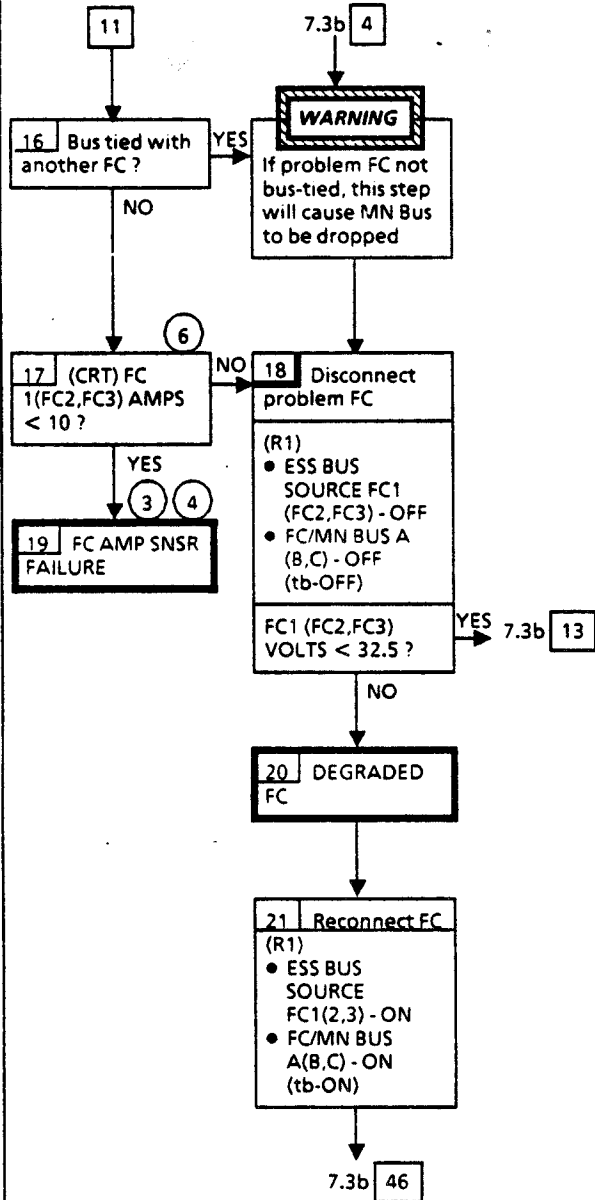 11
7.3b 4
WARNING
16 Bus tied with
another FC ?
YES
If problem FC not
bus-tied, this step
will cause MN Bus
to be dropped
NO
6
17 (CRT) FC
1(FC2,FC3) AMPS
< 10 ?
NO
18 Disconnect
problem FC
(R1)
● ESS BUS
SOURCE FC1
(FC2,FC3) - OFF
● FC/MN BUS A
(B,C) - OFF
(tb-OFF)
YES
3 4
19 FC AMP SNSR
FAILURE
FC1 (FC2,FC3)
VOLTS < 32.5 ?
YES
7.3b 13
NO
20 DEGRADED
FC
21 Reconnect FC
(R1)
● ESS BUS
SOURCE
FC1(2,3) - ON
● FC/MN BUS
A(B,C) - ON
(tb-ON)
7.3b 46